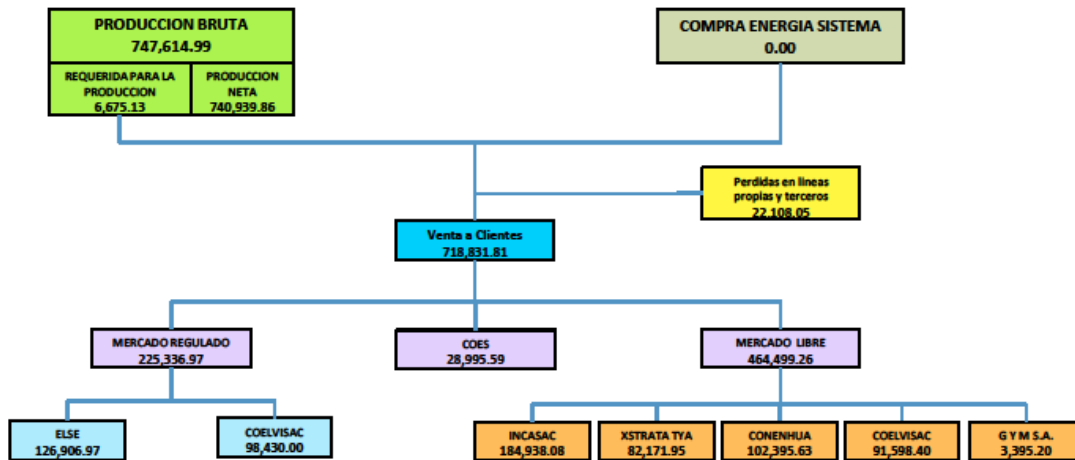 PRODUCCION BRUTA
747,614.99
REQUERIDA PARA LA
PRODUCCION
6,675.13
PRODUCCION
NETA
740,939.86
COMPRA ENERGIA SISTEMA
0.00
Perdidas en lineas
propias y terceros
22,108.05
Venta a Clientes
718,831.81
MERCADO REGULADO
225,336.97
COES
28,995.59
MERCADO LIBRE
464,499.26
ELSE
126,906.97
COELVISAC
98,430.00
INCASAC
184,938.08
XSTRATA TYA
82,171.95
CONENHUA
102,395.63
COELVISAC
91,598.40
G Y M S.A.
3,395.20